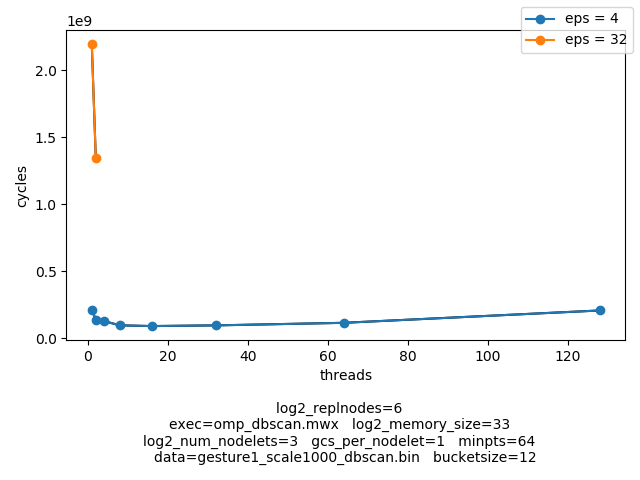 1e9
eps = 4
eps = 32
2.0
1.5
1.0
0.5
0.0
cycles
0 20 40 60 80 100 120
threads
log2_replnodes=6
exec=omp_dbscan.mwx log2_memory_size=33
log2_num_nodelets=3 gcs_per_nodelet=1 minpts=64
data=gesture1_scale1000_dbscan.bin bucketsize=12